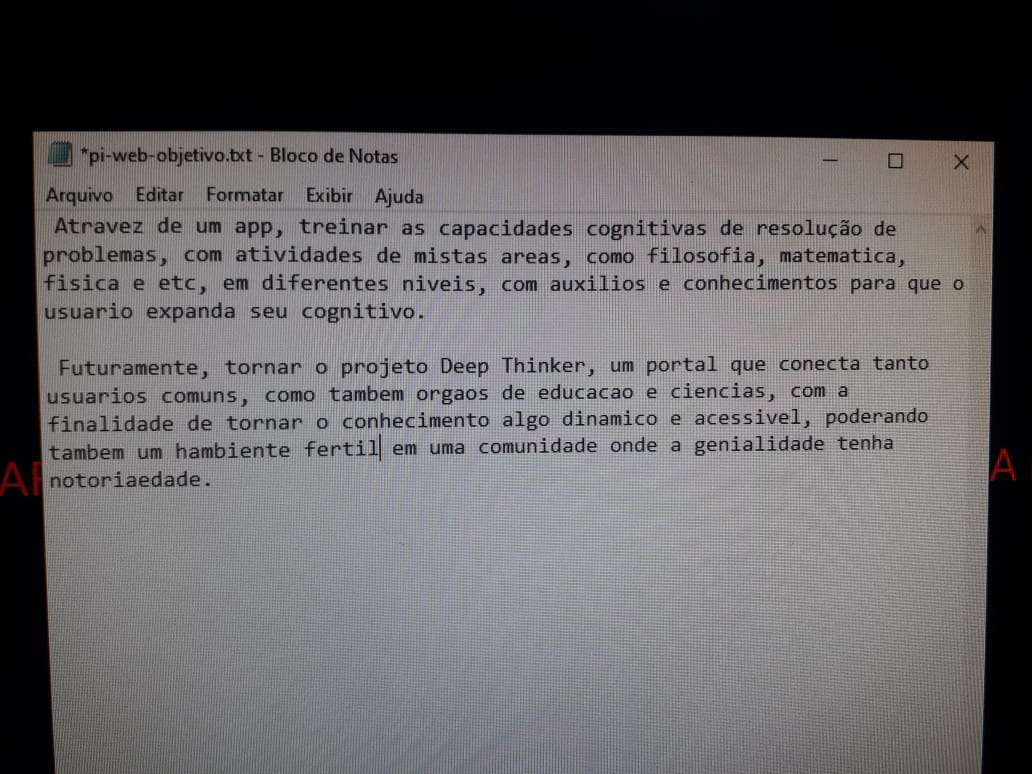 *pi-web-objetivo.txt - Bloco de Notas
Arquivo Editar Formatar Exibir Ajuda
Atravez de um app, treinar as capacidades cognitivas de resolução de
problemas, com atividades de mistas areas, como filosofia, matematica,
fisica e etc, em diferentes niveis, com auxilios e conhecimentos para que o
usuario expanda seu cognitivo.
Futuramente, tornar o projeto Deep Thinker, um portal que conecta tanto
usuarios comuns, como tambem orgaos de educacao e ciencias, com a
finalidade de tornar o conhecimento algo dinamico e acessivel, poderando
tambem um hambiente fertil em uma comunidade onde a genialidade tenha
notoriaedade.